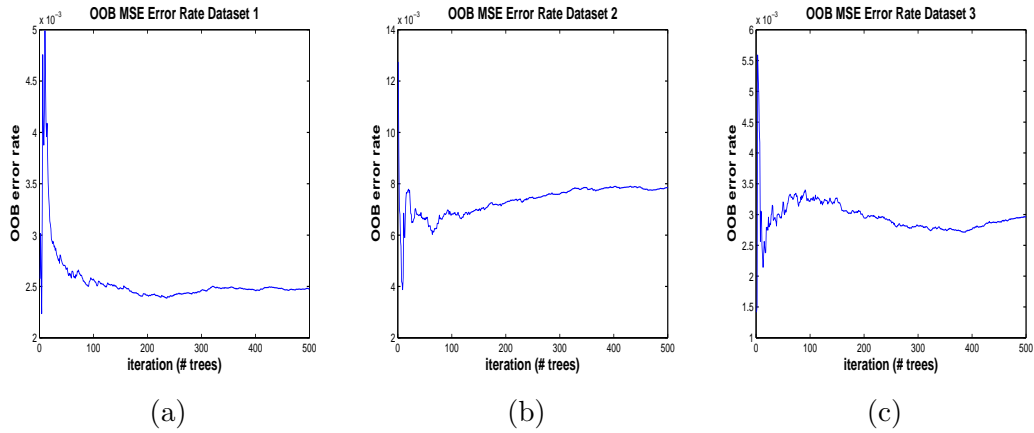 OOB MSE Error Rate Dataset 1
x 10⁻³
5
4.5
4
3.5
3
2.5
2
OOB error rate
0 100 200 300 400 500
iteration (# trees)
(a)
OOB MSE Error Rate Dataset 2
x 10⁻³
14
12
10
8
6
4
2
OOB error rate
0 100 200 300 400 500
iteration (# trees)
(b)
OOB MSE Error Rate Dataset 3
x 10⁻³
6
5.5
5
4.5
4
3.5
3
2.5
2
1.5
1
OOB error rate
0 100 200 300 400 500
iteration (# trees)
(c)